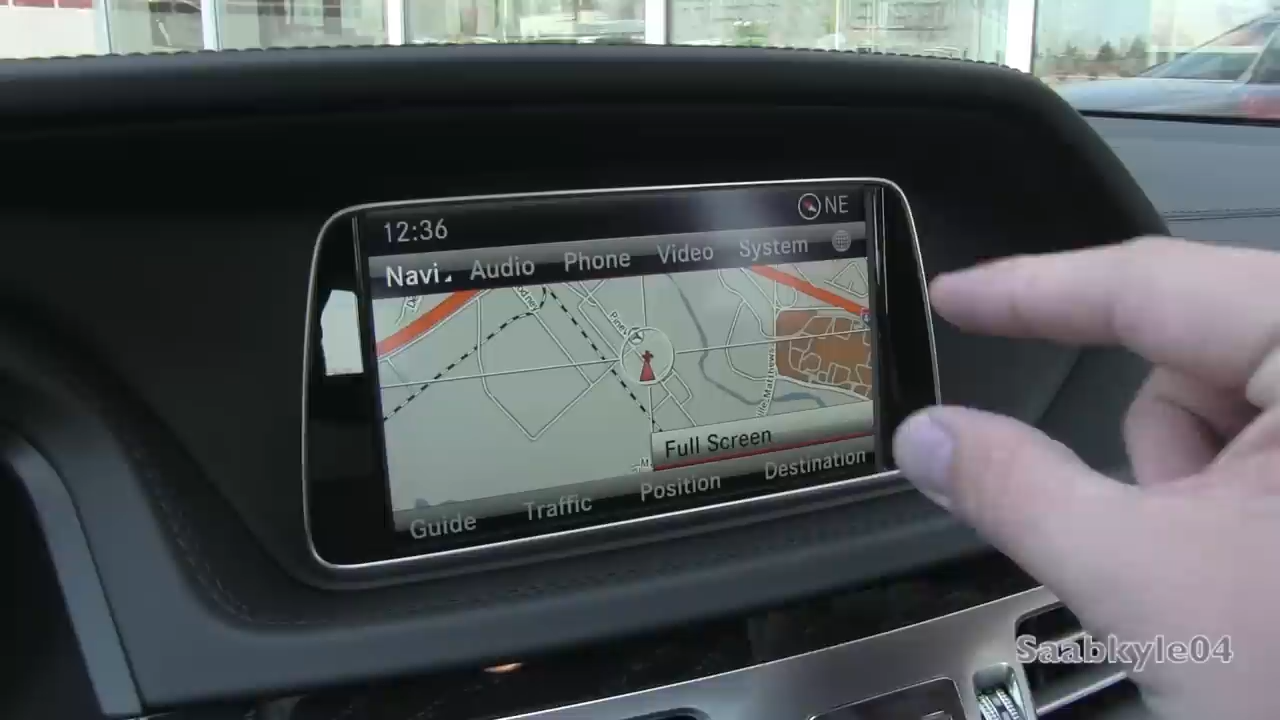 12:36 NE
Navi Audio Phone Video System
Full Screen
Guide Traffic Position Destination
Saabkyle04